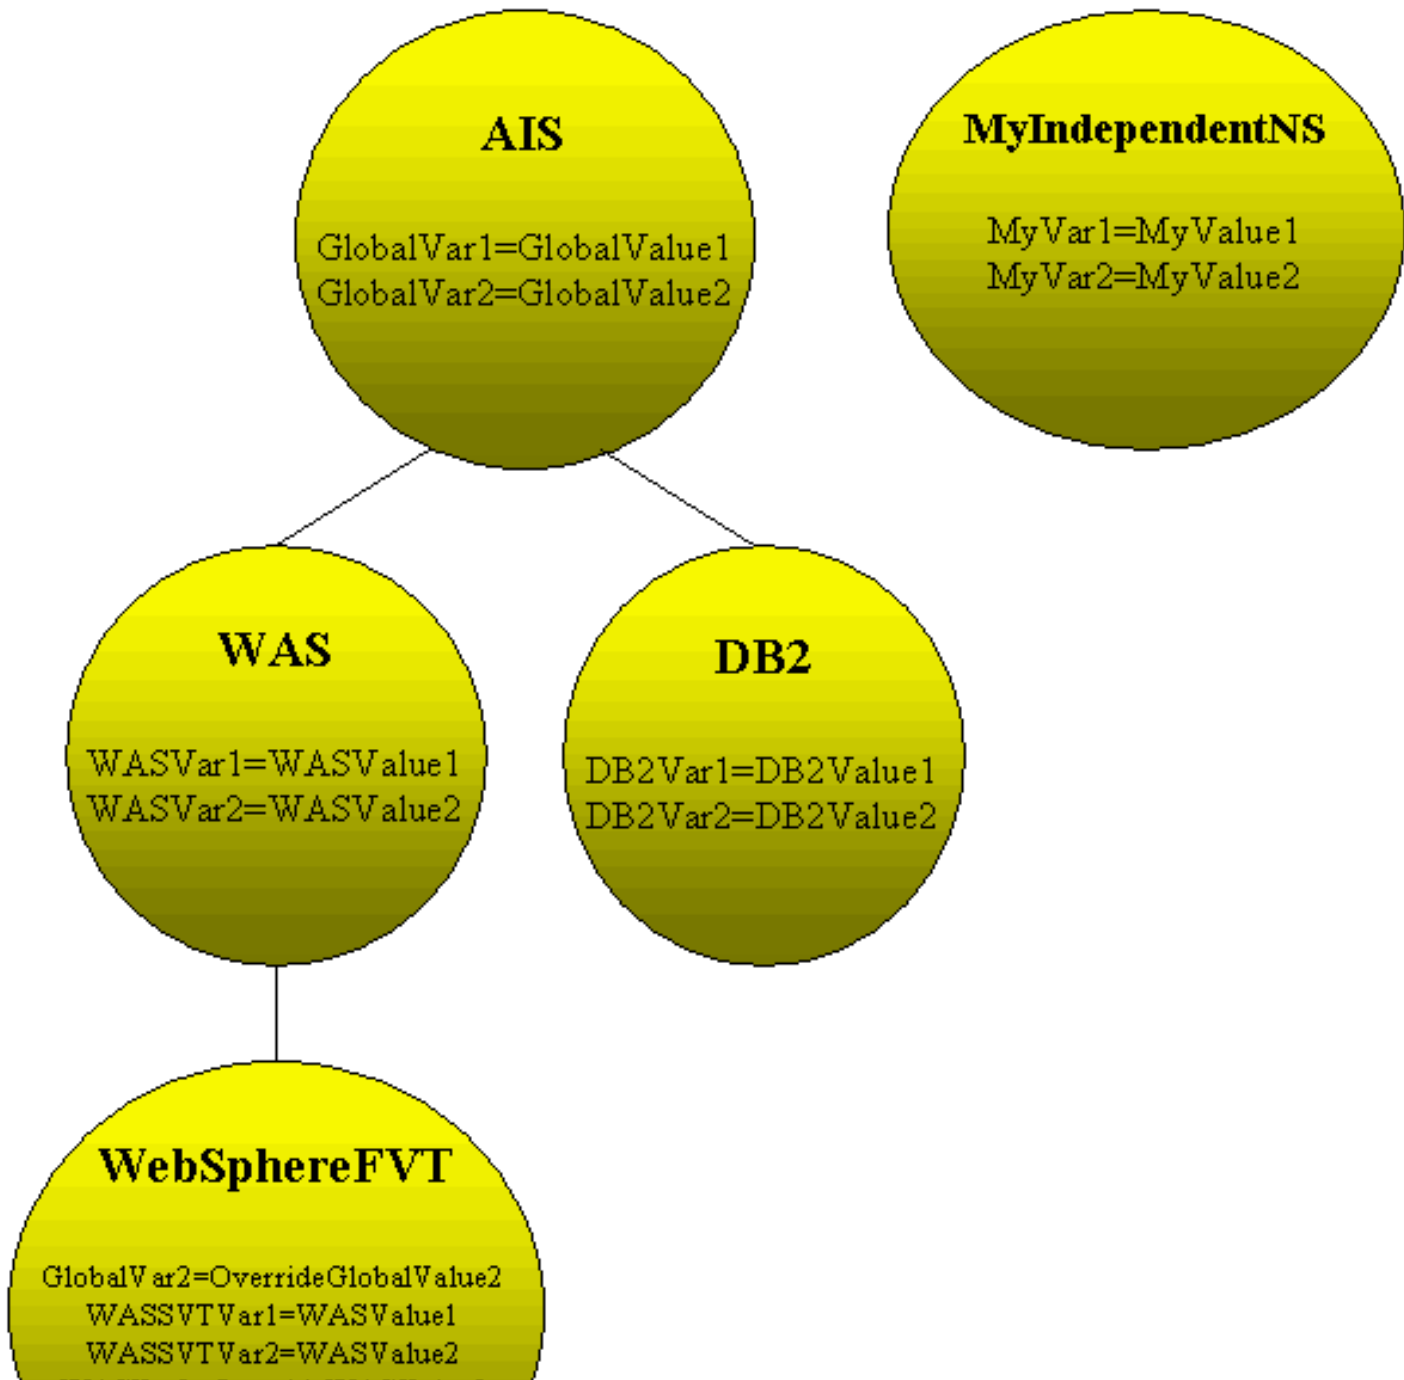 AIS
GlobalVar1=GlobalValue1
GlobalVar2=GlobalValue2
MyIndependentNS
MyVar1=MyValue1
MyVar2=MyValue2
WAS
WASVar1=WASValue1
WASVar2=WASValue2
DB2
DB2Var1=DB2Value1
DB2Var2=DB2Value2
WebSphereFVT
GlobalVar2=OverrideGlobalValue2
WASSVTVar1=WASValue1
WASSVTVar2=WASValue2